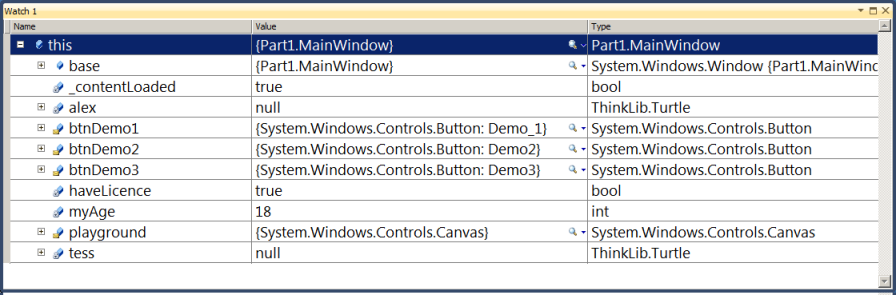 Watch 1
Name Value Type
this {Part1.MainWindow} Part1.MainWindow
base {Part1.MainWindow} System.Windows.Window {Part1.MainWind
_contentLoaded true bool
alex null ThinkLib.Turtle
btnDemo1 {System.Windows.Controls.Button: Demo_1} System.Windows.Controls.Button
btnDemo2 {System.Windows.Controls.Button: Demo2} System.Windows.Controls.Button
btnDemo3 {System.Windows.Controls.Button: Demo3} System.Windows.Controls.Button
haveLicence true bool
myAge 18 int
playground {System.Windows.Controls.Canvas} System.Windows.Controls.Canvas
tess null ThinkLib.Turtle